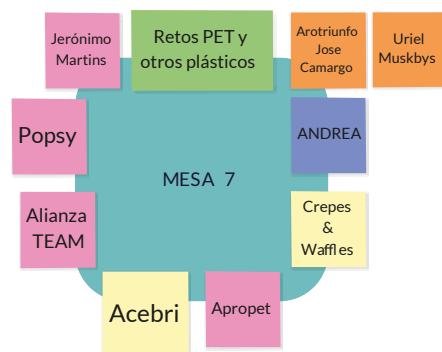 Jerónimo
Martins
Retos PET y
otros plásticos
Arotriunfo
Jose
Camargo
Uriel
Muskbys
Popsy
ANDREA
MESA 7
Alianza
TEAM
Crepes
&
Waffles
Acebri
Apropet